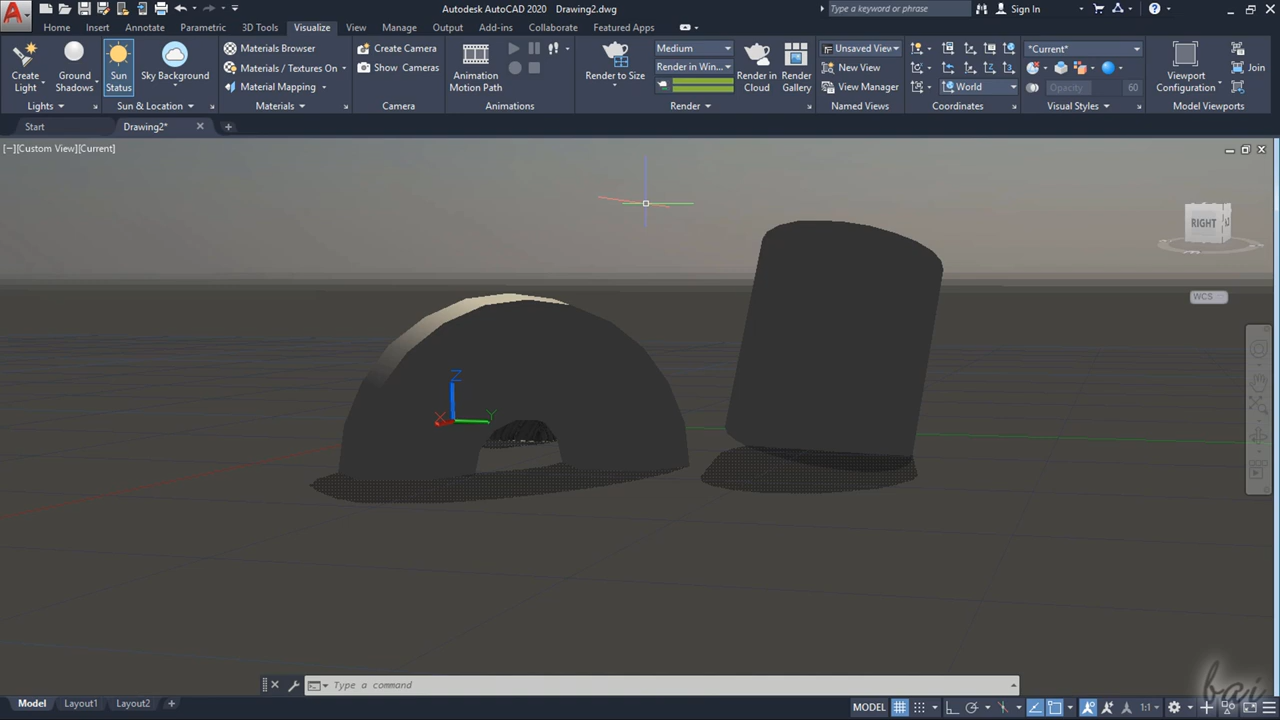 Autodesk AutoCAD 2020 Drawing2.dwg
Type a keyword or phrase
Sign In
Home Insert Annotate Parametric 3D Tools Visualize View Manage Output Add-ins Collaborate Featured Apps
Create Light
Ground Shadows
Lights
Sun Status
Sky Background
Sun & Location
Materials Browser
Materials / Textures On
Material Mapping
Materials
Create Camera
Show Cameras
Camera
Animation Motion Path
Animations
Render to Size
Medium
Render in Win...
Render in Cloud
Render Gallery
Render
Unsaved View
New View
View Manager
Named Views
World
Coordinates
*Current*
Opacity 60
Visual Styles
Viewport Configuration
Join
Model Viewports
Start Drawing2*
[−][Custom View][Current]
RIGHT
WCS
Z
X
Y
Type a command
Model Layout1 Layout2
MODEL
1:1
bai